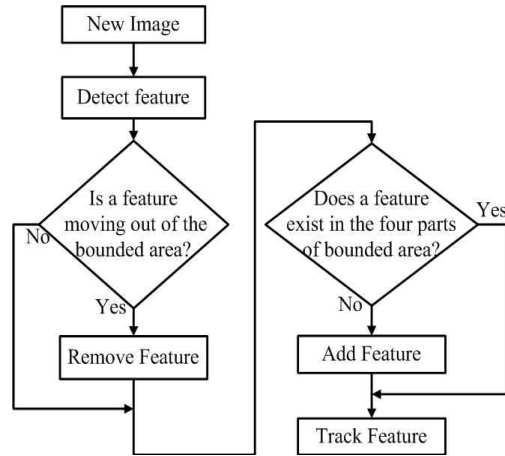 New Image
Detect feature
Is a feature
moving out of the
bounded area?
No
Yes
Remove Feature
Does a feature
exist in the four parts
of bounded area?
Yes
No
Add Feature
Track Feature